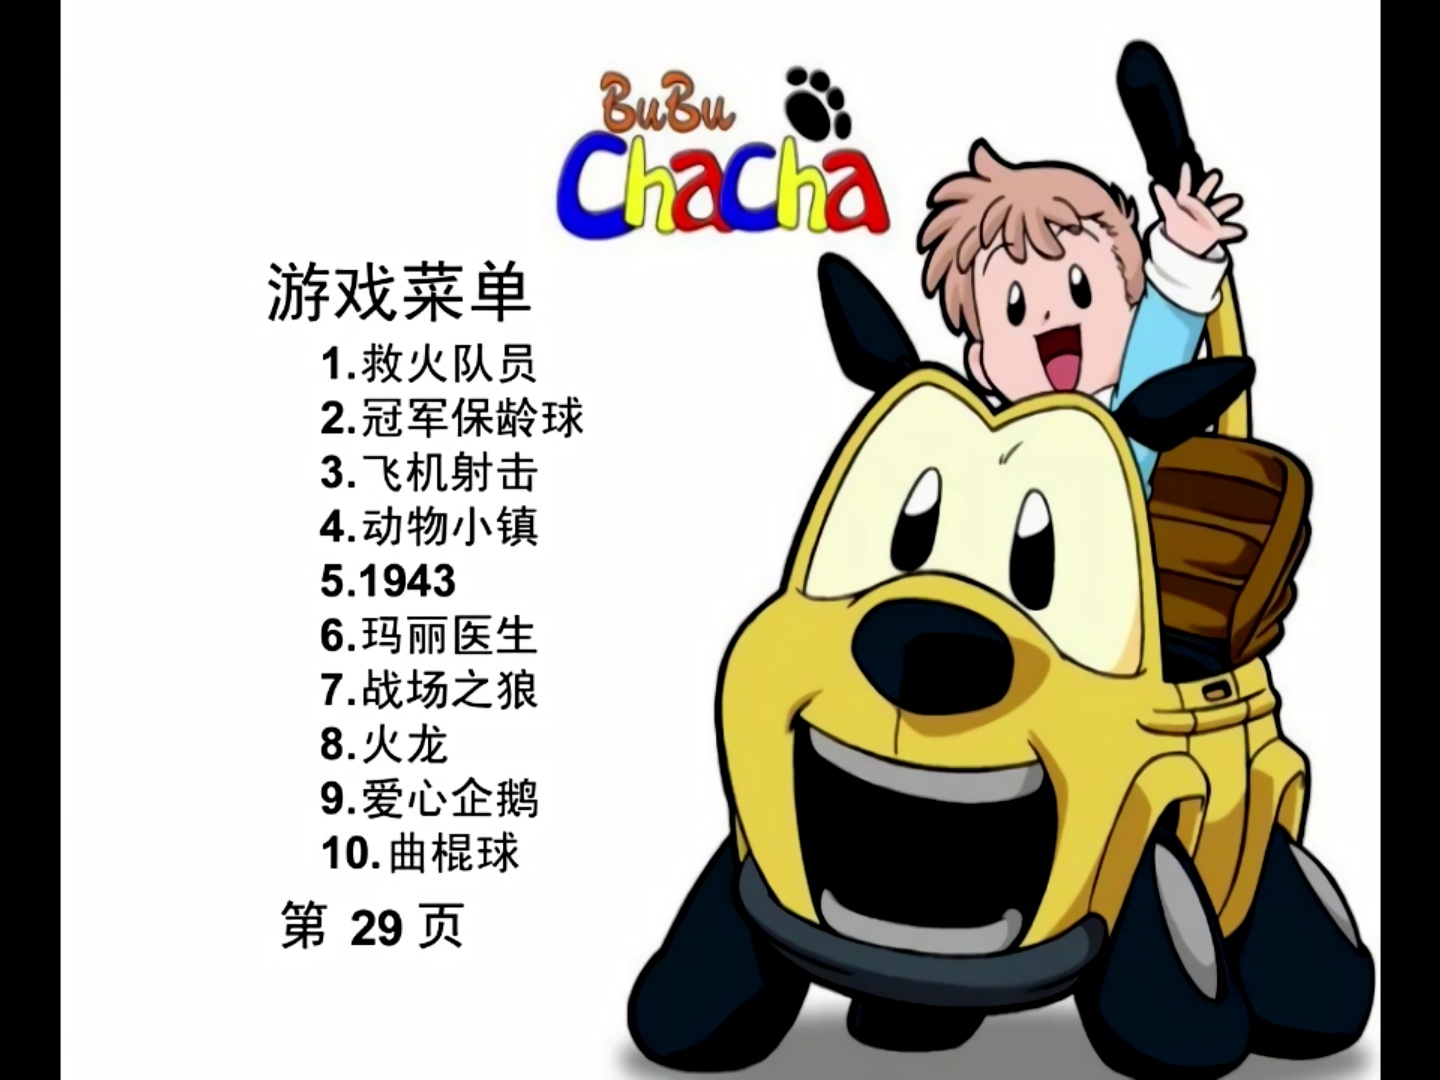 BuBu
ChaCha
游戏菜单
1.救火队员
2.冠军保龄球
3.飞机射击
4.动物小镇
5.1943
6.玛丽医生
7.战场之狼
8.火龙
9.爱心企鹅
10.曲棍球
第 29 页